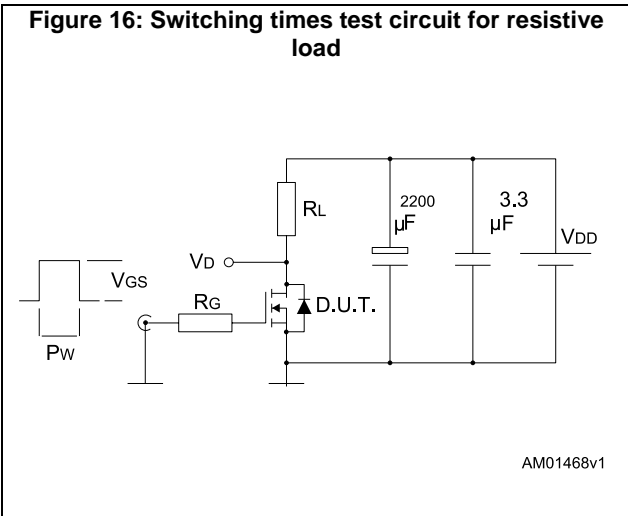 Figure 16: Switching times test circuit for resistive
load
RL
2200
µF
3.3
µF
VDD
VD
VGS
RG
D.U.T.
PW
AM01468v1